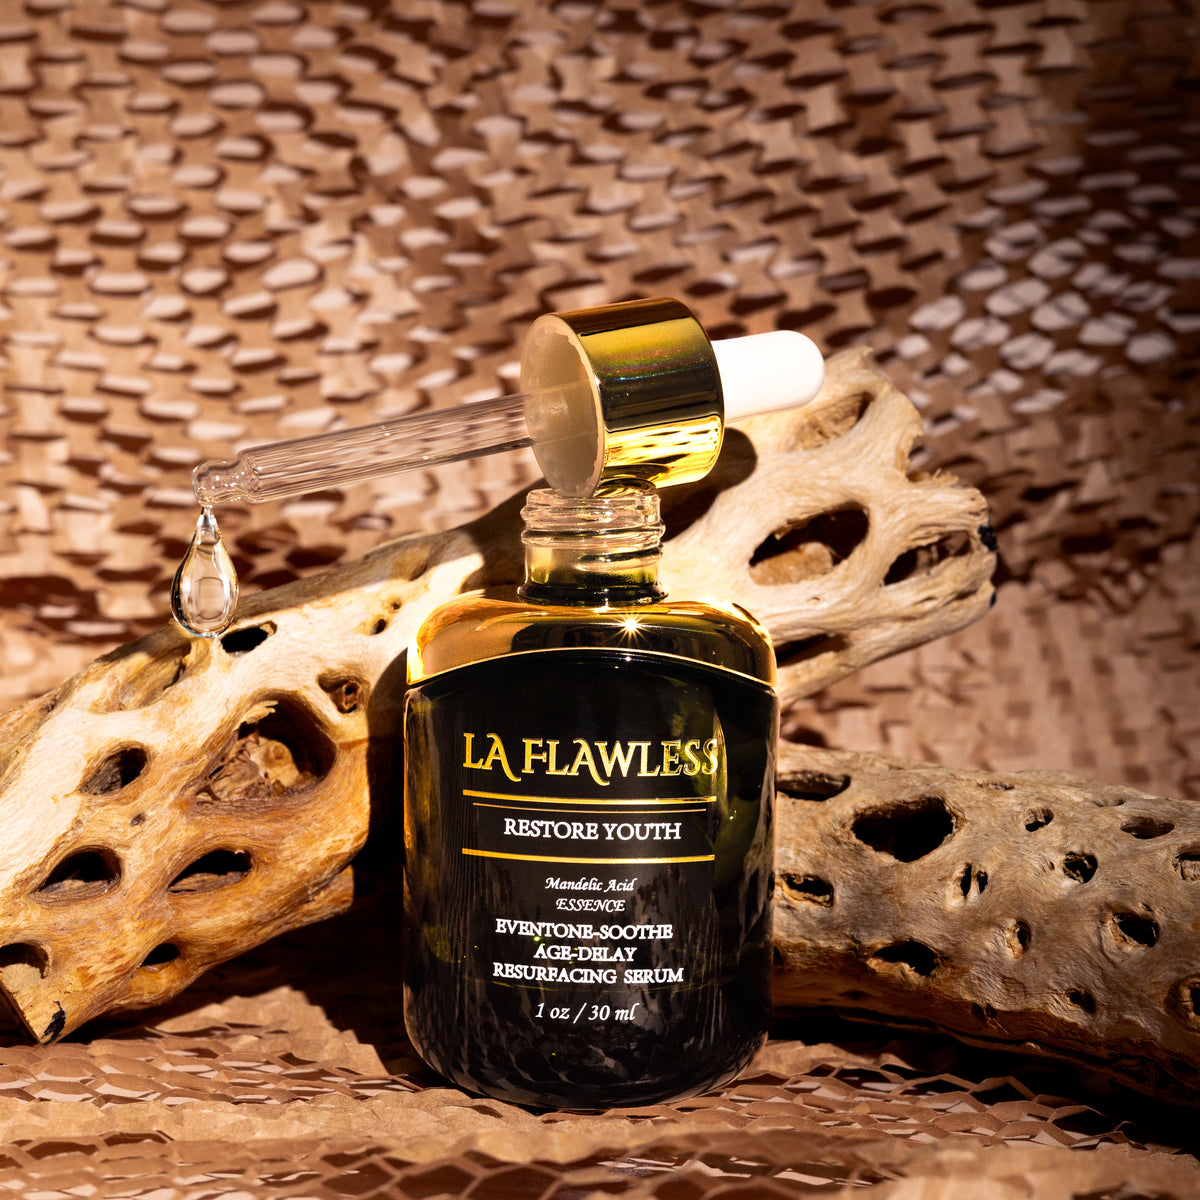 LA FLAWLESS
RESTORE YOUTH
Mandelic Acid
ESSENCE
EVENTONE-SOOTHE
AGE-DELAY
RESURFACING SERUM
1 oz / 30 ml